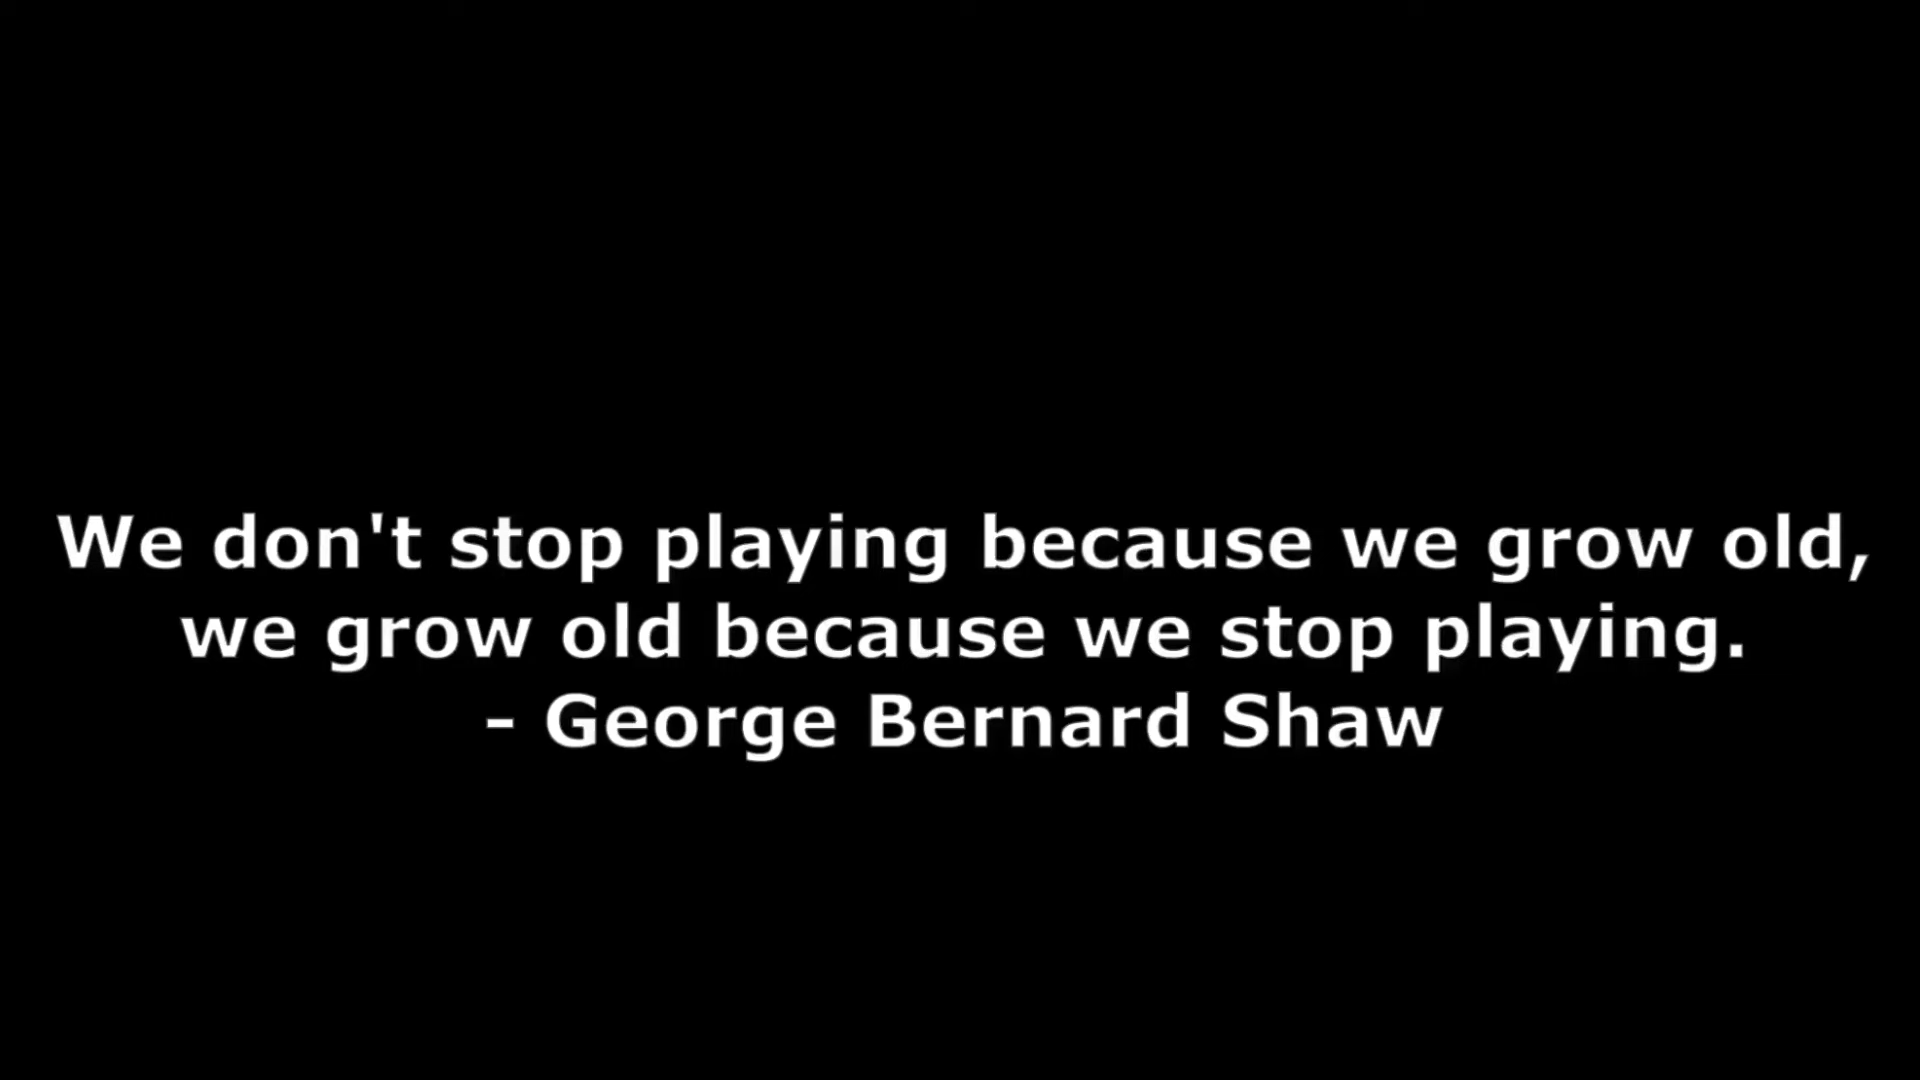 We don't stop playing because we grow old,
we grow old because we stop playing.
- George Bernard Shaw